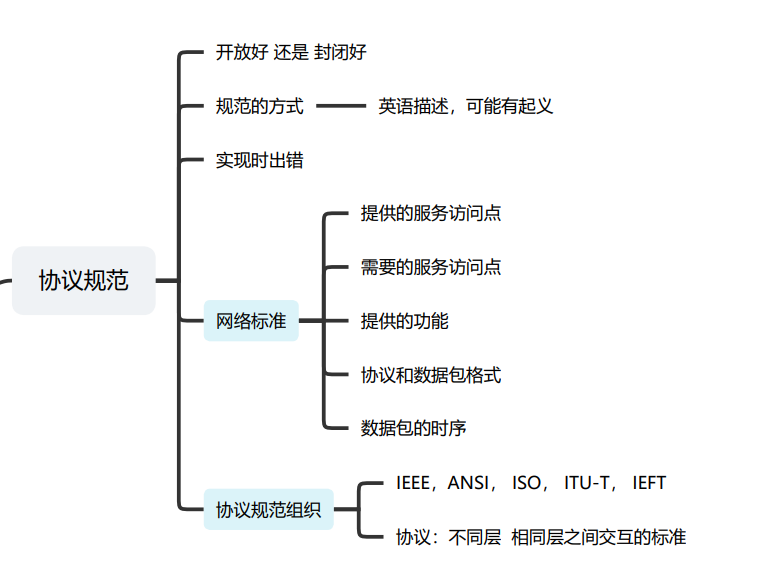 开放好 还是 封闭好
规范的方式
英语描述，可能有起义
实现时出错
协议规范
网络标准
提供的服务访问点
需要的服务访问点
提供的功能
协议和数据包格式
数据包的时序
协议规范组织
IEEE，ANSI， ISO， ITU-T， IEFT
协议：不同层 相同层之间交互的标准